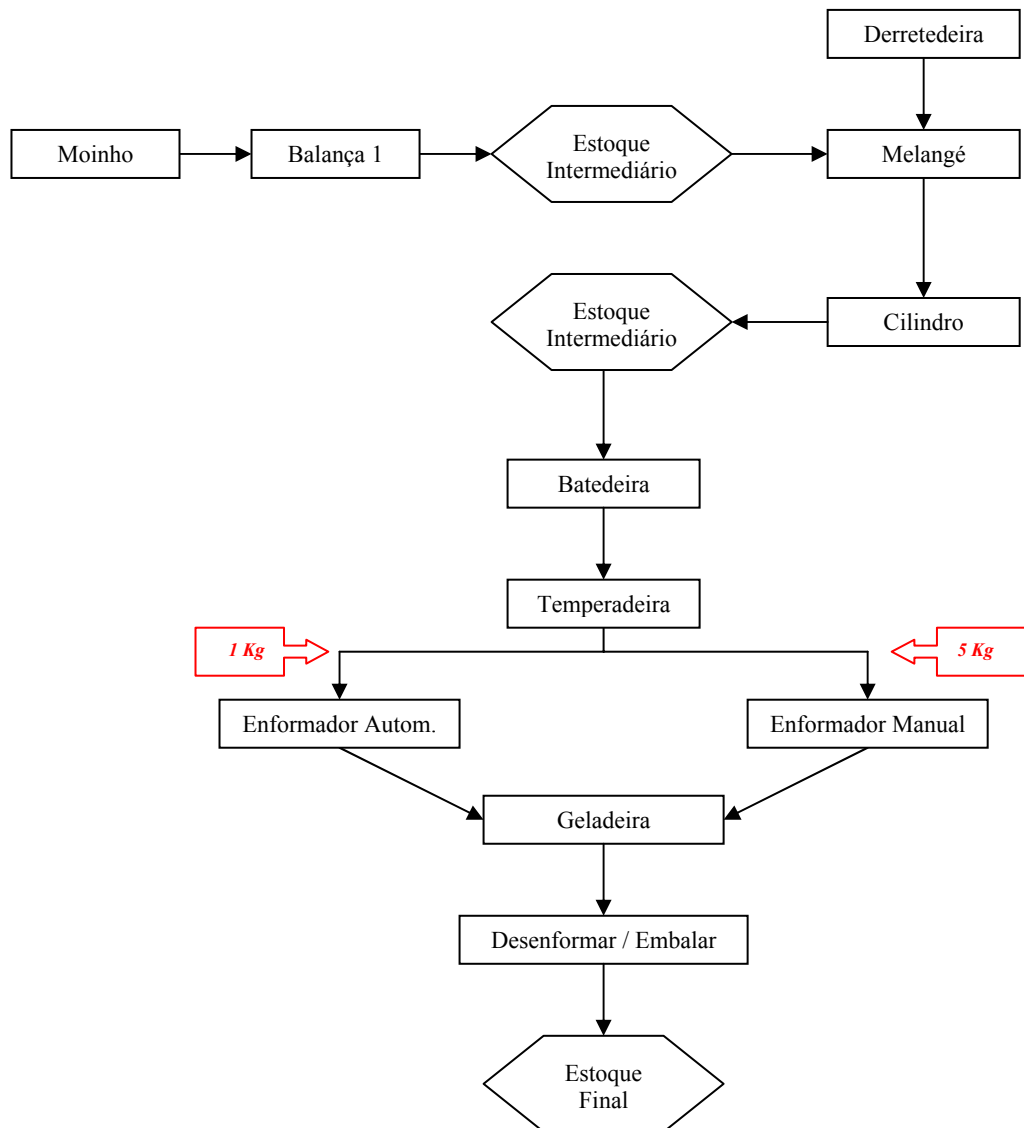 Derretedeira
Moinho
Balança 1
Estoque
Intermediário
Melangé
Estoque
Intermediário
Cilindro
Batedeira
Temperadeira
1 Kg
5 Kg
Enformador Autom.
Enformador Manual
Geladeira
Desenformar / Embalar
Estoque
Final